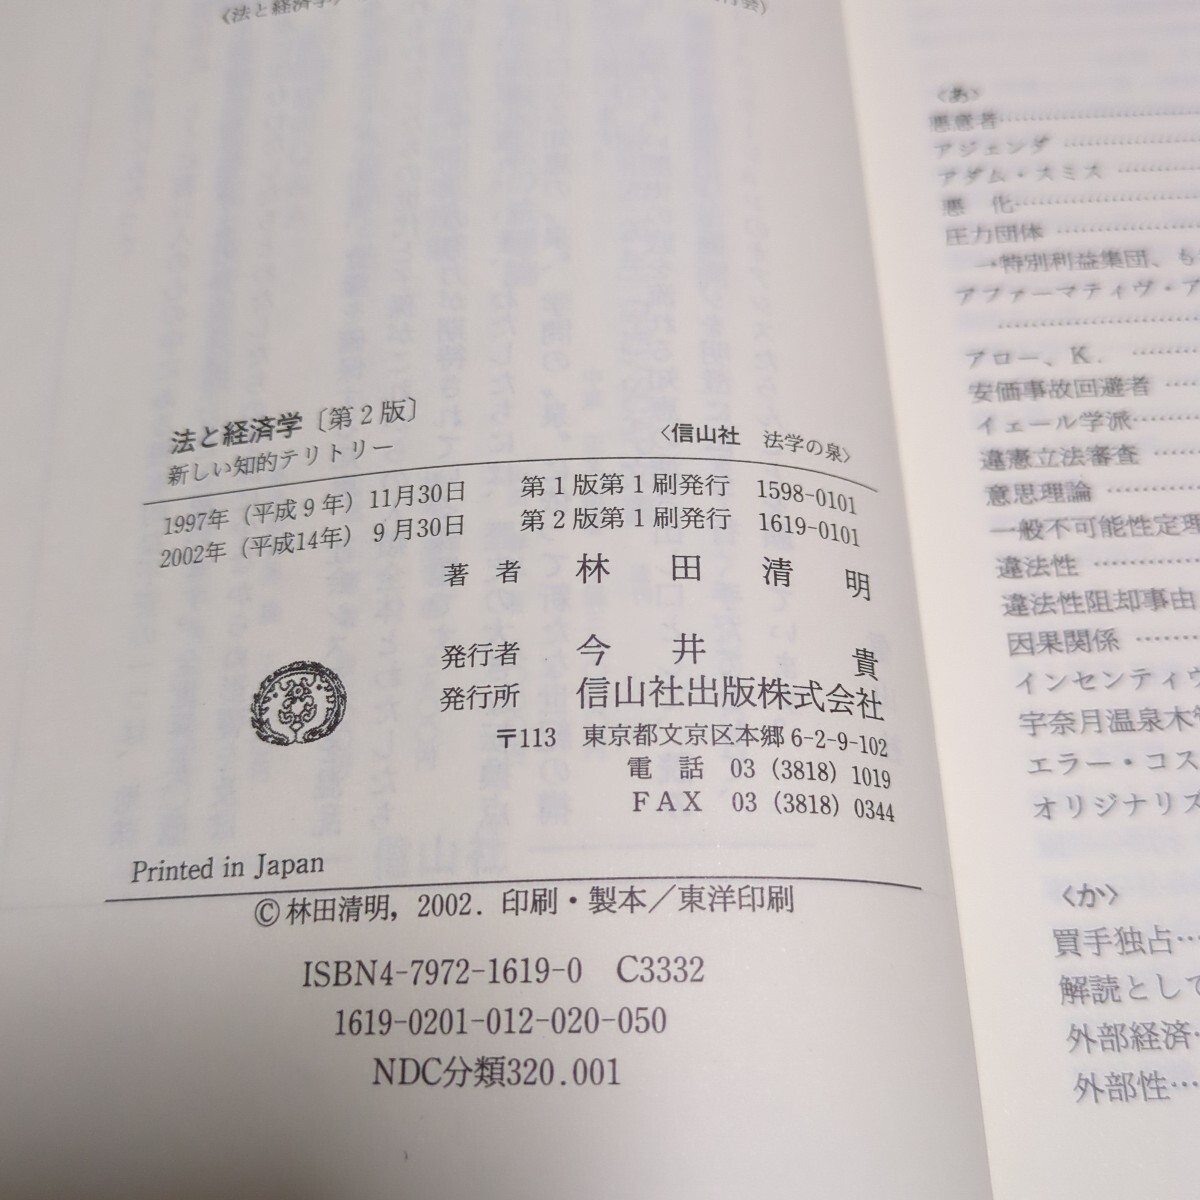 〈法と経済学〉
法と経済学〔第2版〕
新しい知的テリトリー
〈信山社　法学の泉〉
1997年（平成9年）11月30日　第1版第1刷発行　1598-0101
2002年（平成14年）9月30日　第2版第1刷発行　1619-0101
著　者　林　田　清　明
発行者　今　井　貴
発行所　信山社出版株式会社
〒113　東京都文京区本郷6-2-9-102
電　話　03（3818）1019
ＦＡＸ　03（3818）0344
Printed in Japan
©林田清明，2002．印刷・製本／東洋印刷
ISBN4-7972-1619-0　C3332
1619-0201-012-020-050
NDC分類320.001
〈あ〉
悪意者…………
アジェンダ…………
アダム・スミス…………
悪　化…………
圧力団体…………
→特別利益集団、も
アファーマティヴ・ア
…………
アロー、K．…………
安価事故回避者…………
イェール学派…………
違憲立法審査…………
意思理論…………
一般不可能性定理
違法性…………
違法性阻却事由
因果関係…………
インセンティヴ
宇奈月温泉木
エラー・コス
オリジナリズ
〈か〉
買手独占…
解読として
外部経済…
外部性…